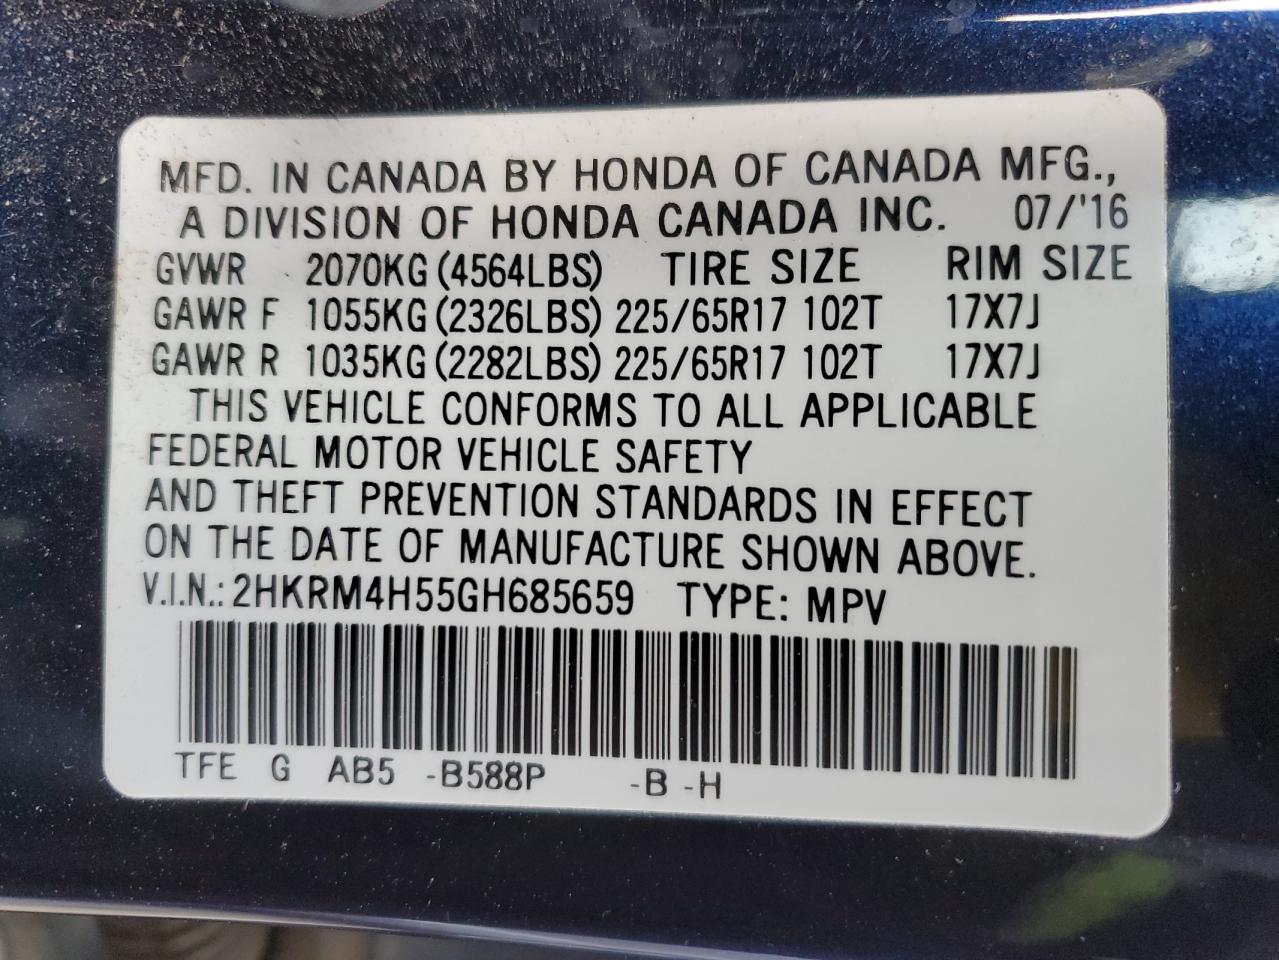 MFD. IN CANADA BY HONDA OF CANADA MFG.,
A DIVISION OF HONDA CANADA INC. 07/'16
GVWR 2070KG (4564LBS) TIRE SIZE RIM SIZE
GAWR F 1055KG (2326LBS) 225/65R17 102T 17X7J
GAWR R 1035KG (2282LBS) 225/65R17 102T 17X7J
THIS VEHICLE CONFORMS TO ALL APPLICABLE
FEDERAL MOTOR VEHICLE SAFETY
AND THEFT PREVENTION STANDARDS IN EFFECT
ON THE DATE OF MANUFACTURE SHOWN ABOVE.
V.I.N.: 2HKRM4H55GH685659 TYPE: MPV
TFE G AB5 -B588P -B -H